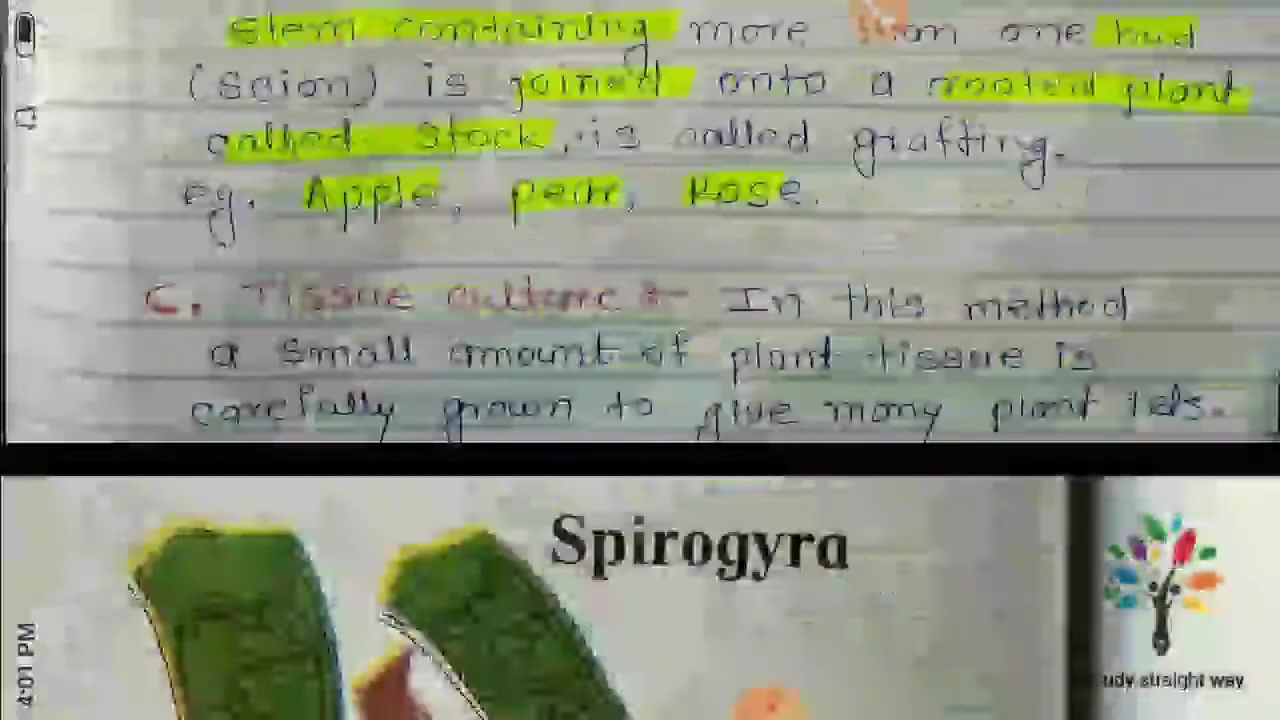 stem containing more than one bud
(scion) is joined onto a rooted plant
called stock, is called grafting.
eg. Apple, pear, Rose.
C. Tissue culture :- In this method
a small amount of plant tissue is
carefully grown to give many plant lets.
Spirogyra
udy straight way
4:01 PM